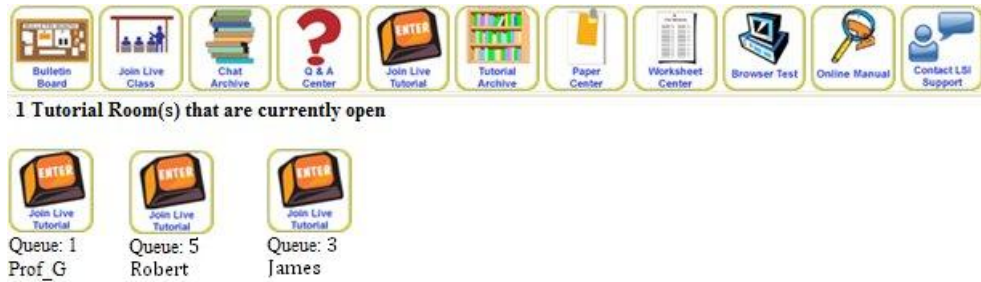 Bulletin Board
Join Live Class
Chat Archive
Q & A Center
ENTER
Join Live Tutorial
Tutorial Archive
Paper Center
Worksheet Center
Browser Test
Online Manual
Contact LSI Support
1 Tutorial Room(s) that are currently open
ENTER
Join Live Tutorial
Queue: 1
Prof_G
ENTER
Join Live Tutorial
Queue: 5
Robert
ENTER
Join Live Tutorial
Queue: 3
James